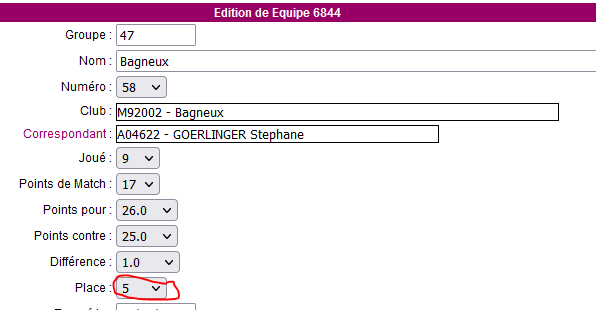 Edition de Equipe 6844
Groupe : 47
Nom : Bagneux
Numéro : 58
Club : M92002 - Bagneux
Correspondant : A04622 - GOERLINGER Stephane
Joué : 9
Points de Match : 17
Points pour : 26.0
Points contre : 25.0
Différence : 1.0
Place : 5